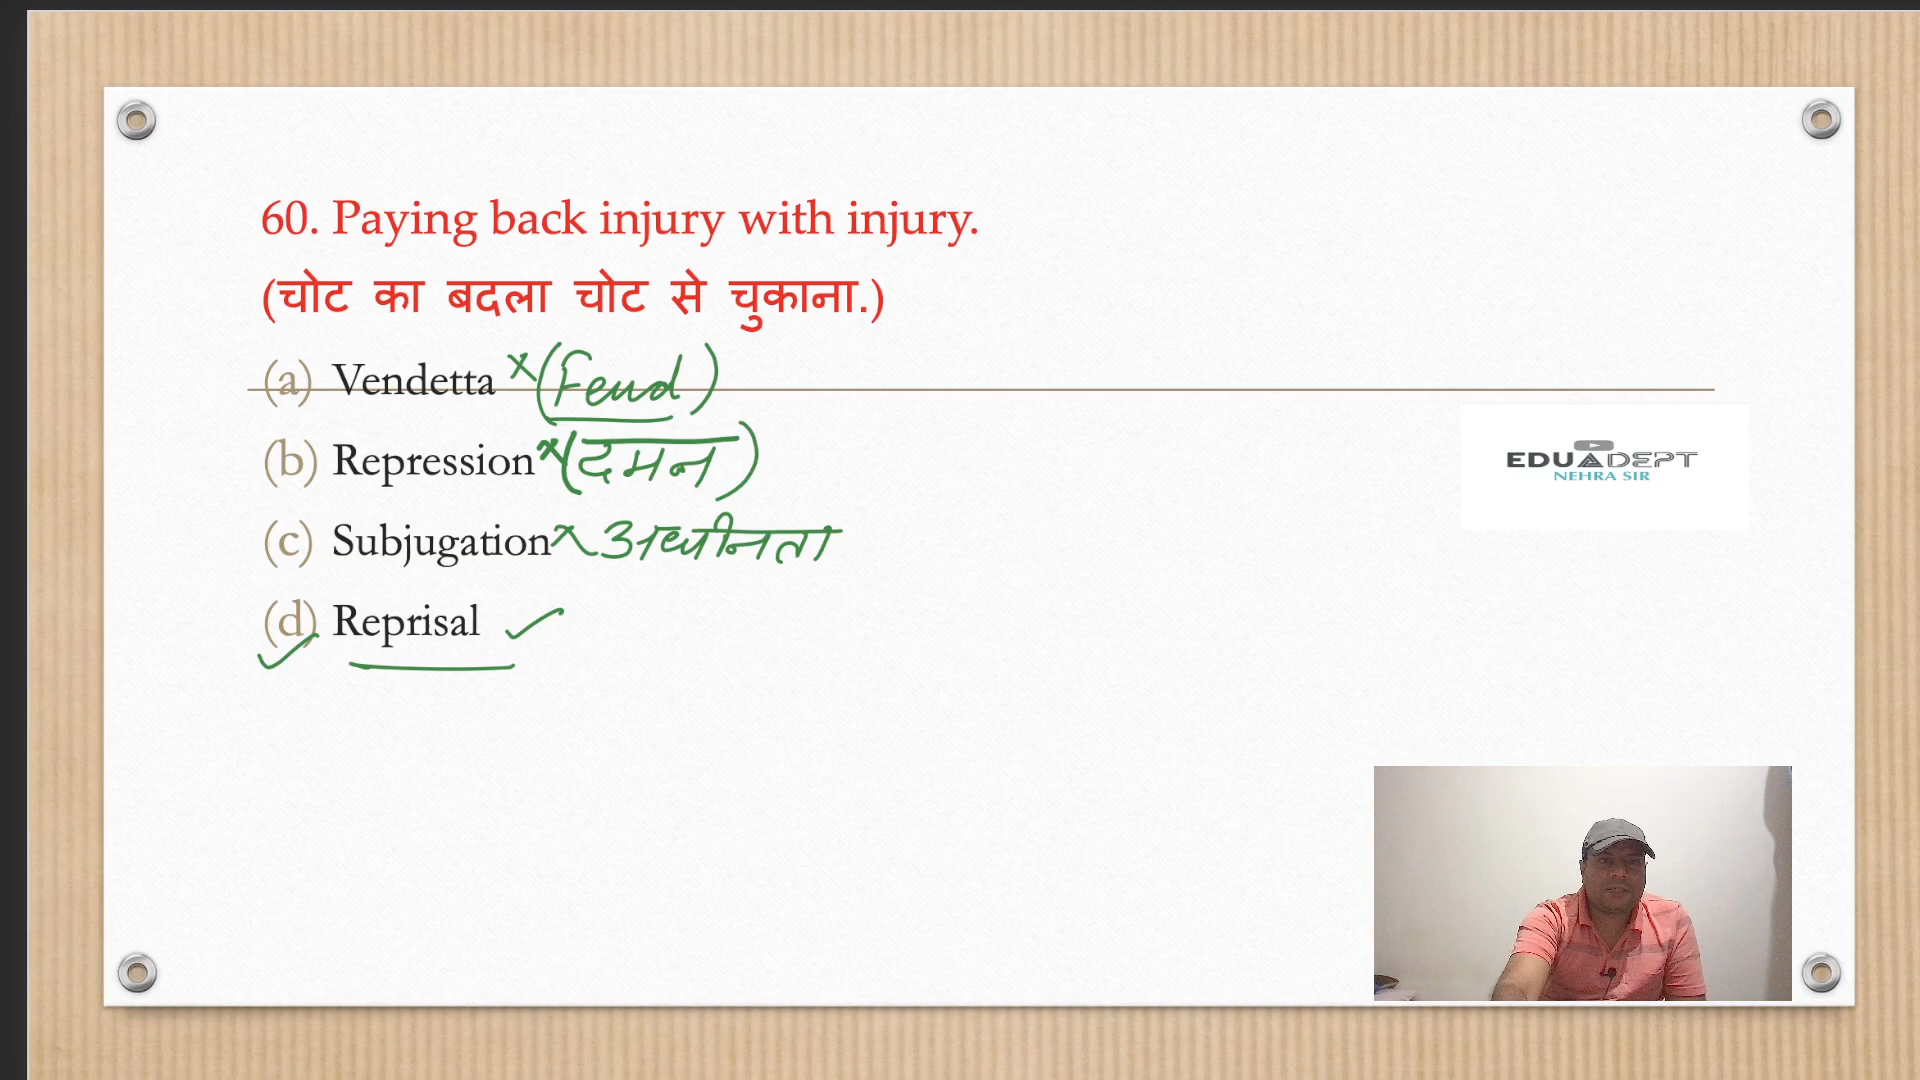 60. Paying back injury with injury.
(चोट का बदला चोट से चुकाना.)
(a) Vendetta × (Feud)
(b) Repression × (दमन)
(c) Subjugation × अधीनता
(d) Reprisal ✓
EDUADEPT
NEHRA SIR